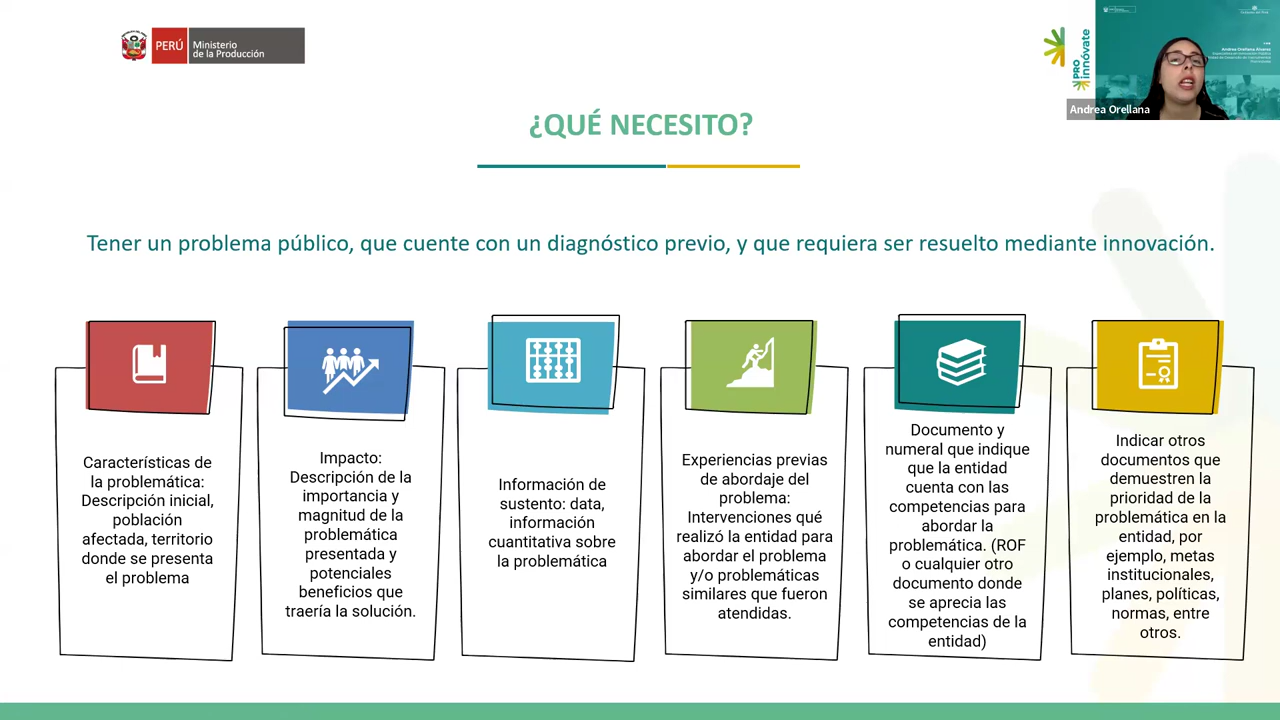 PERÚ
Ministerio
de la Producción
PRO
innóvate
Andrea Orellana Álvarez
Andrea Orellana
¿QUÉ NECESITO?
Tener un problema público, que cuente con un diagnóstico previo, y que requiera ser resuelto mediante innovación.
Características de
la problemática:
Descripción inicial,
población
afectada, territorio
donde se presenta
el problema
Impacto:
Descripción de la
importancia y
magnitud de la
problemática
presentada y
potenciales
beneficios que
traería la solución.
Información de
sustento: data,
información
cuantitativa sobre
la problemática
Experiencias previas
de abordaje del
problema:
Intervenciones qué
realizó la entidad para
abordar el problema
y/o problemáticas
similares que fueron
atendidas.
Documento y
numeral que indique
que la entidad
cuenta con las
competencias para
abordar la
problemática. (ROF
o cualquier otro
documento donde
se aprecia las
competencias de la
entidad)
Indicar otros
documentos que
demuestren la
prioridad de la
problemática en la
entidad, por
ejemplo, metas
institucionales,
planes, políticas,
normas, entre
otros.